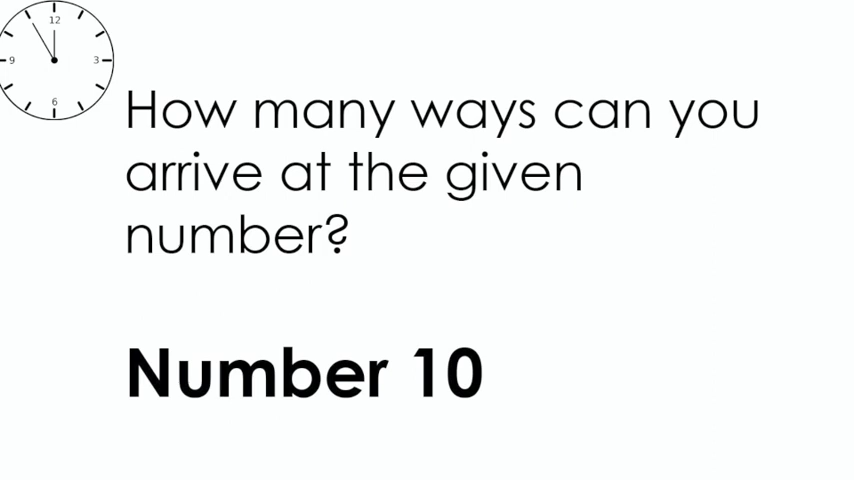 12
9
3
6
How many ways can you
arrive at the given
number?
Number 10